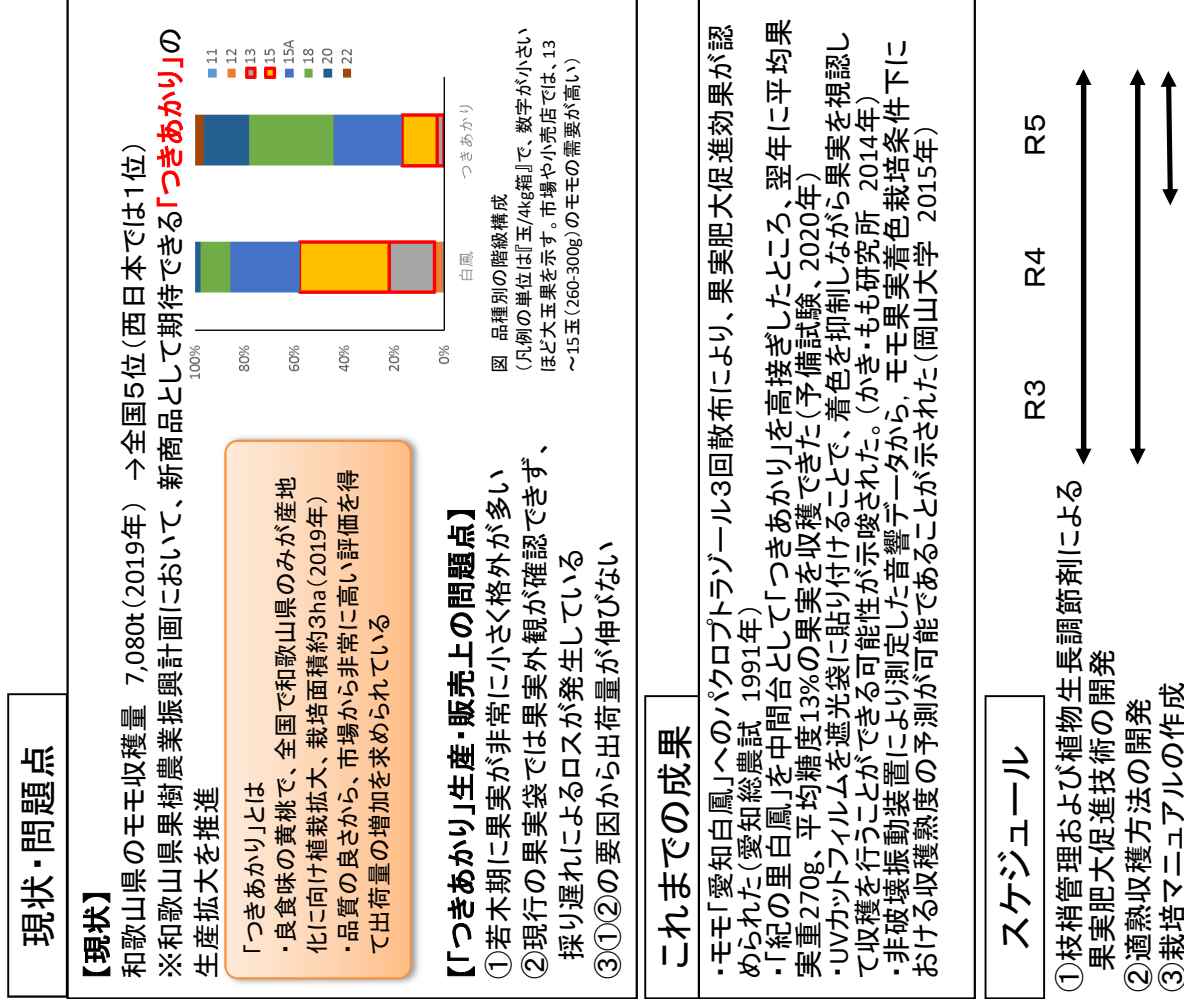 現状・問題点
【現状】
和歌山県のモモ収穫量 7,080t(2019年) →全国5位(西日本では1位)
※和歌山県果樹農業振興計画において、新商品として期待できる「つきあかり」の
生産拡大を推進
「つきあかり」とは
・良食味の黄桃で、全国で和歌山県のみが産地
化に向け植栽拡大、栽培面積約3ha(2019年)
・品質の良さから、市場から非常に高い評価を得
て出荷量の増加を求められている
100%
80%
60%
40%
20%
0%
白鳳
つきあかり
11
12
13
15
15A
18
20
22
図 品種別の階級構成
(凡例の単位は『玉/4kg箱』で、数字が小さい
ほど大玉果を示す。市場や小売店では、13
～15玉(260-300g)のモモの需要が高い)
【「つきあかり」生産・販売上の問題点】
①若木期に果実が非常に小さく格外が多い
②現行の果実袋では果実外観が確認できず、
採り遅れによるロスが発生している
③①②の要因から出荷量が伸びない
これまでの成果
・モモ「愛知白鳳」へのパクロブトラゾール3回散布により、果実肥大促進効果が認
められた(愛知総農試 1991年)
・「紀の里白鳳」を中間台として「つきあかり」を高接ぎしたところ、翌年に平均果
実重270g、平均糖度13%の果実を収穫できた(予備試験、2020年)
・UVカットフィルムを遮光袋に貼り付けることで、着色を抑制しながら果実を視認し
て収穫を行うことができる可能性が示唆された。(かき・もも研究所 2014年)
・非破壊振動装置により測定した音響データから,モモ果実着色栽培条件下に
おける収穫熟度の予測が可能であることが示された(岡山大学 2015年)
スケジュール
R3 R4 R5
①枝梢管理および植物生長調節剤による
果実肥大促進技術の開発
②適熟収穫方法の開発
③栽培マニュアルの作成